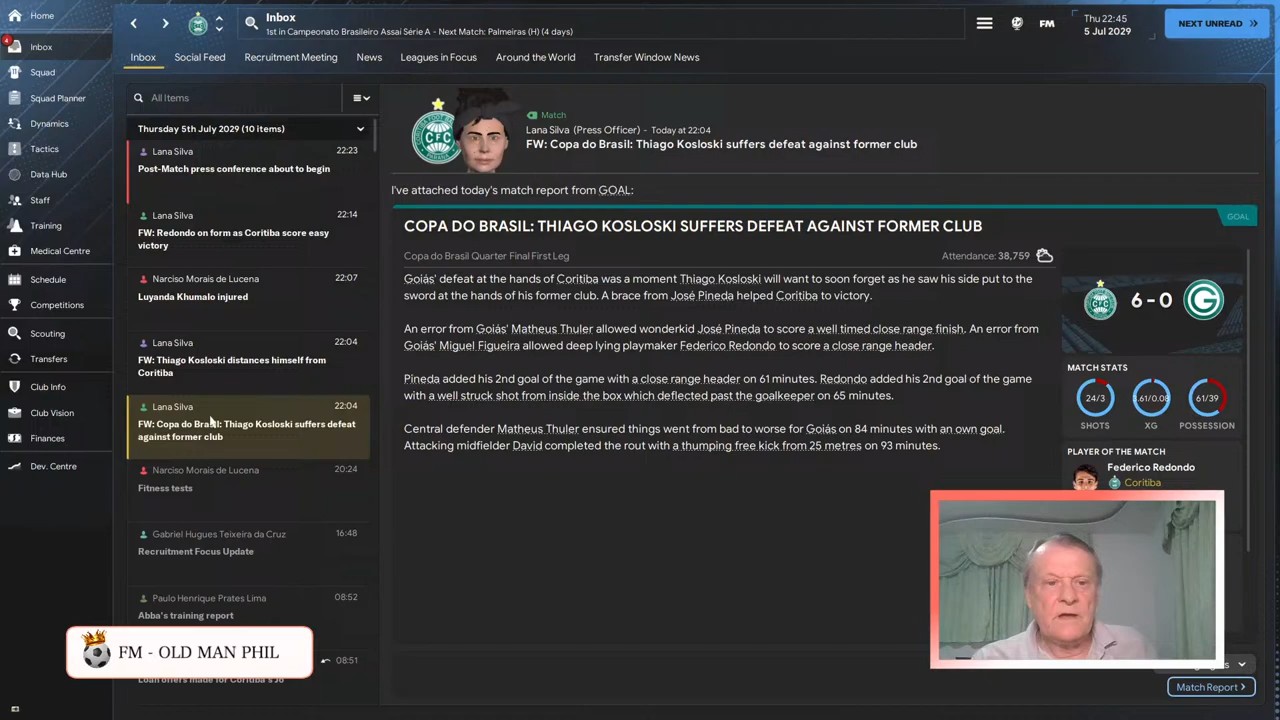 Home
Inbox
1st in Campeonato Brasileiro Assaí Série A - Next Match: Palmeiras (H) (4 days)
FM
Thu 22:45
5 Jul 2029
NEXT UNREAD
4
Inbox
Squad
Squad Planner
Dynamics
Tactics
Data Hub
Staff
Training
Medical Centre
Schedule
Competitions
Scouting
Transfers
Club Info
Club Vision
Finances
Dev. Centre
Inbox
Social Feed
Recruitment Meeting
News
Leagues in Focus
Around the World
Transfer Window News
All Items
Thursday 5th July 2029 (10 items)
Lana Silva 22:23
Post-Match press conference about to begin
Lana Silva 22:14
FW: Redondo on form as Coritiba score easy
victory
Narciso Morais de Lucena 22:07
Luyanda Khumalo injured
Lana Silva 22:04
FW: Thiago Kosloski distances himself from
Coritiba
Lana Silva 22:04
FW: Copa do Brasil: Thiago Kosloski suffers defeat
against former club
Narciso Morais de Lucena 20:24
Fitness tests
Gabriel Hugues Teixeira da Cruz 16:48
Recruitment Focus Update
Paulo Henrique Prates Lima 08:52
Abba's training report
08:51
Loan offers made for Coritiba's Jo
CFC
Match
Lana Silva (Press Officer) - Today at 22:04
FW: Copa do Brasil: Thiago Kosloski suffers defeat against former club
I've attached today's match report from GOAL:
COPA DO BRASIL: THIAGO KOSLOSKI SUFFERS DEFEAT AGAINST FORMER CLUB
GOAL
Copa do Brasil Quarter Final First Leg
Attendance: 38,759
Goiás' defeat at the hands of Coritiba was a moment Thiago Kosloski will want to soon forget as he saw his side put to the
sword at the hands of his former club. A brace from José Pineda helped Coritiba to victory.
An error from Goiás' Matheus Thuler allowed wonderkid José Pineda to score a well timed close range finish. An error from
Goiás' Miguel Figueira allowed deep lying playmaker Federico Redondo to score a close range header.
Pineda added his 2nd goal of the game with a close range header on 61 minutes. Redondo added his 2nd goal of the game
with a well struck shot from inside the box which deflected past the goalkeeper on 65 minutes.
Central defender Matheus Thuler ensured things went from bad to worse for Goiás on 84 minutes with an own goal.
Attacking midfielder David completed the rout with a thumping free kick from 25 metres on 93 minutes.
6-0
MATCH STATS
24/3
3.61/0.08
61/39
SHOTS
XG
POSSESSION
PLAYER OF THE MATCH
Federico Redondo
Coritiba
Match Report
FM - OLD MAN PHIL